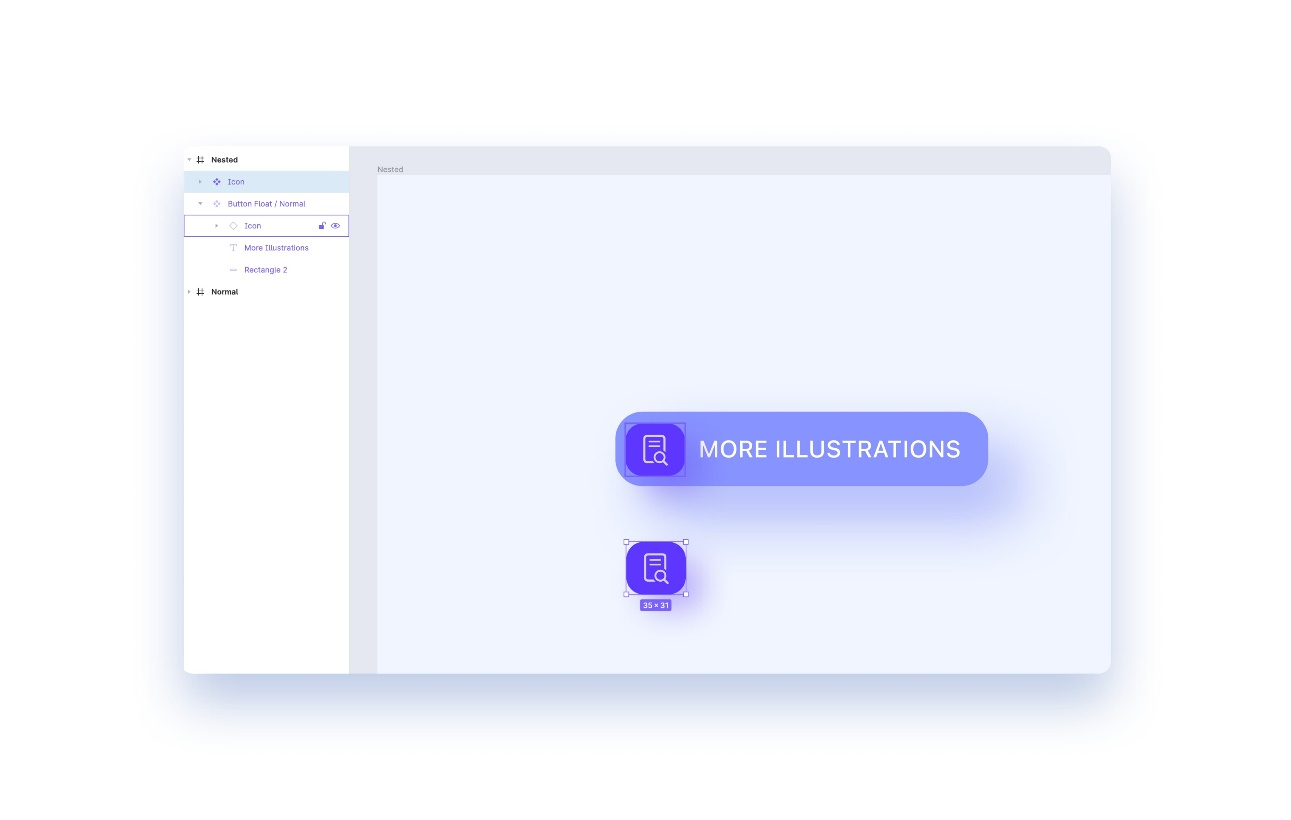 Nested
Icon
Button Float / Normal
Icon
More Illustrations
Rectangle 2
Normal
Nested
MORE ILLUSTRATIONS
35 × 31